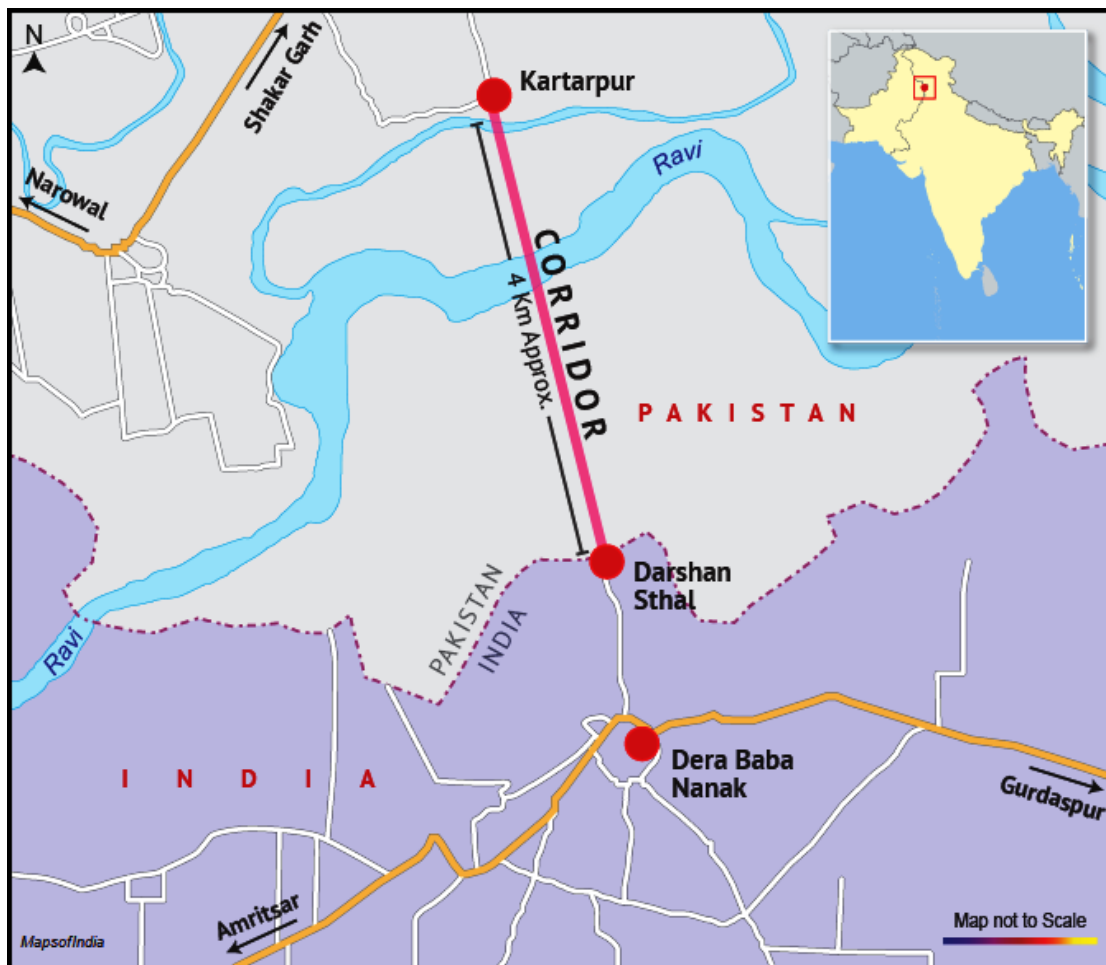 N
Shakar Garh
Kartarpur
Narowal
Ravi
CORRIDOR
4 Km Approx.
PAKISTAN
Darshan
Sthal
PAKISTAN
INDIA
Ravi
INDIA
Dera Baba
Nanak
Gurdaspur
Amritsar
Map not to Scale
MapsofIndia